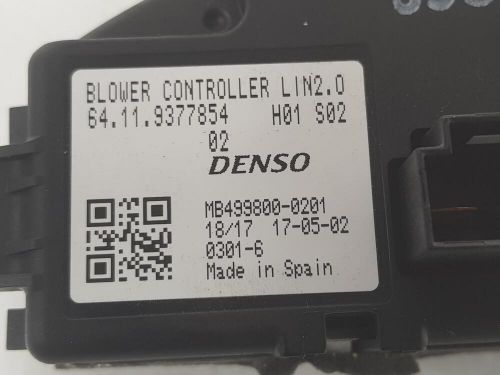 BLOWER CONTROLLER LIN2.0
64.11.9377854 H01 S02
02
DENSO
MB499800-0201
18/17 17-05-02
0301-6
Made in Spain